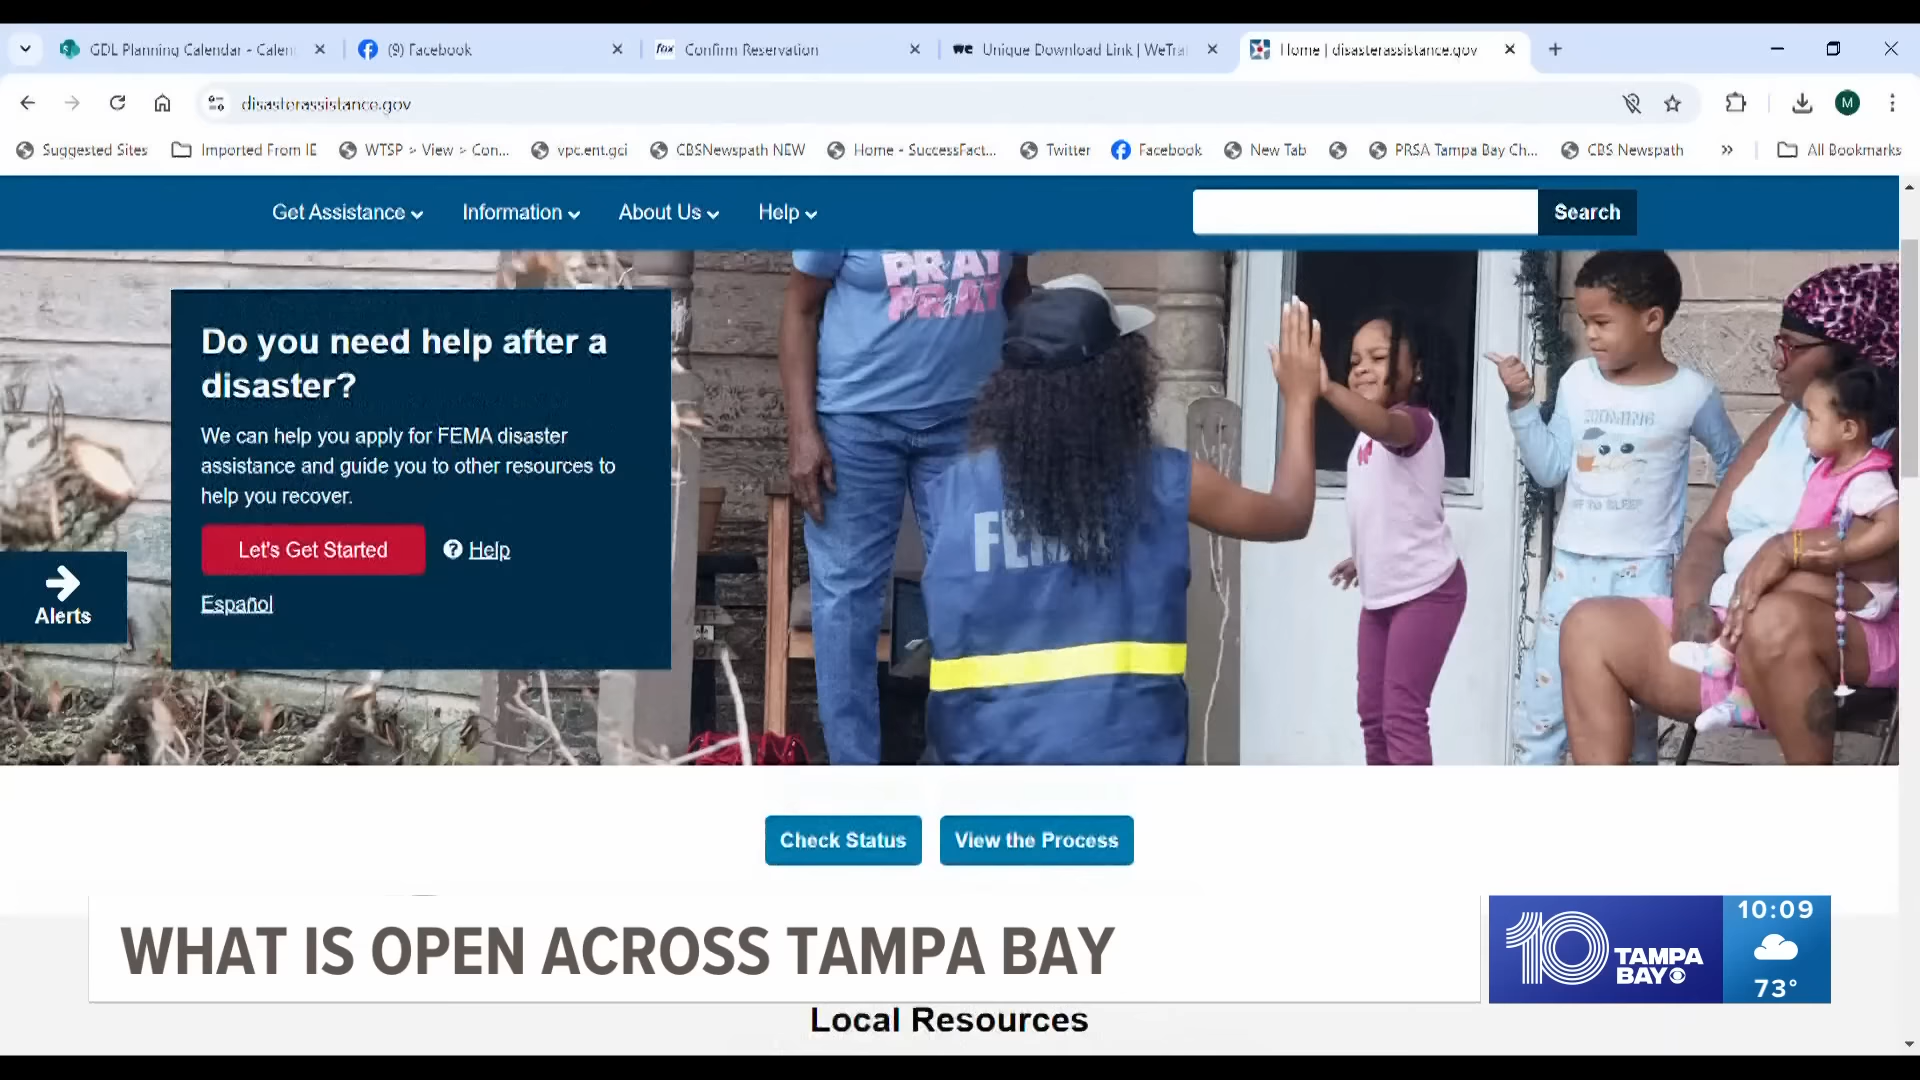 GDL Planning Calendar - Calen
(9) Facebook
fox Confirm Reservation
we Unique Download Link | WeTra
Home | disasterassistance.gov
disasterassistance.gov
M
Suggested Sites
Imported From IE
WTSP > View > Con...
vpc.ent.gci
CBSNewspath NEW
Home - SuccessFact...
Twitter
Facebook
New Tab
PRSA Tampa Bay Ch...
CBS Newspath
All Bookmarks
Get Assistance
Information
About Us
Help
Search
PRAY
PRAY
Do you need help after a
disaster?
We can help you apply for FEMA disaster
assistance and guide you to other resources to
help you recover.
Let's Get Started
Help
Español
Alerts
Check Status
View the Process
WHAT IS OPEN ACROSS TAMPA BAY
10 TAMPA
BAY
10:09
73°
Local Resources